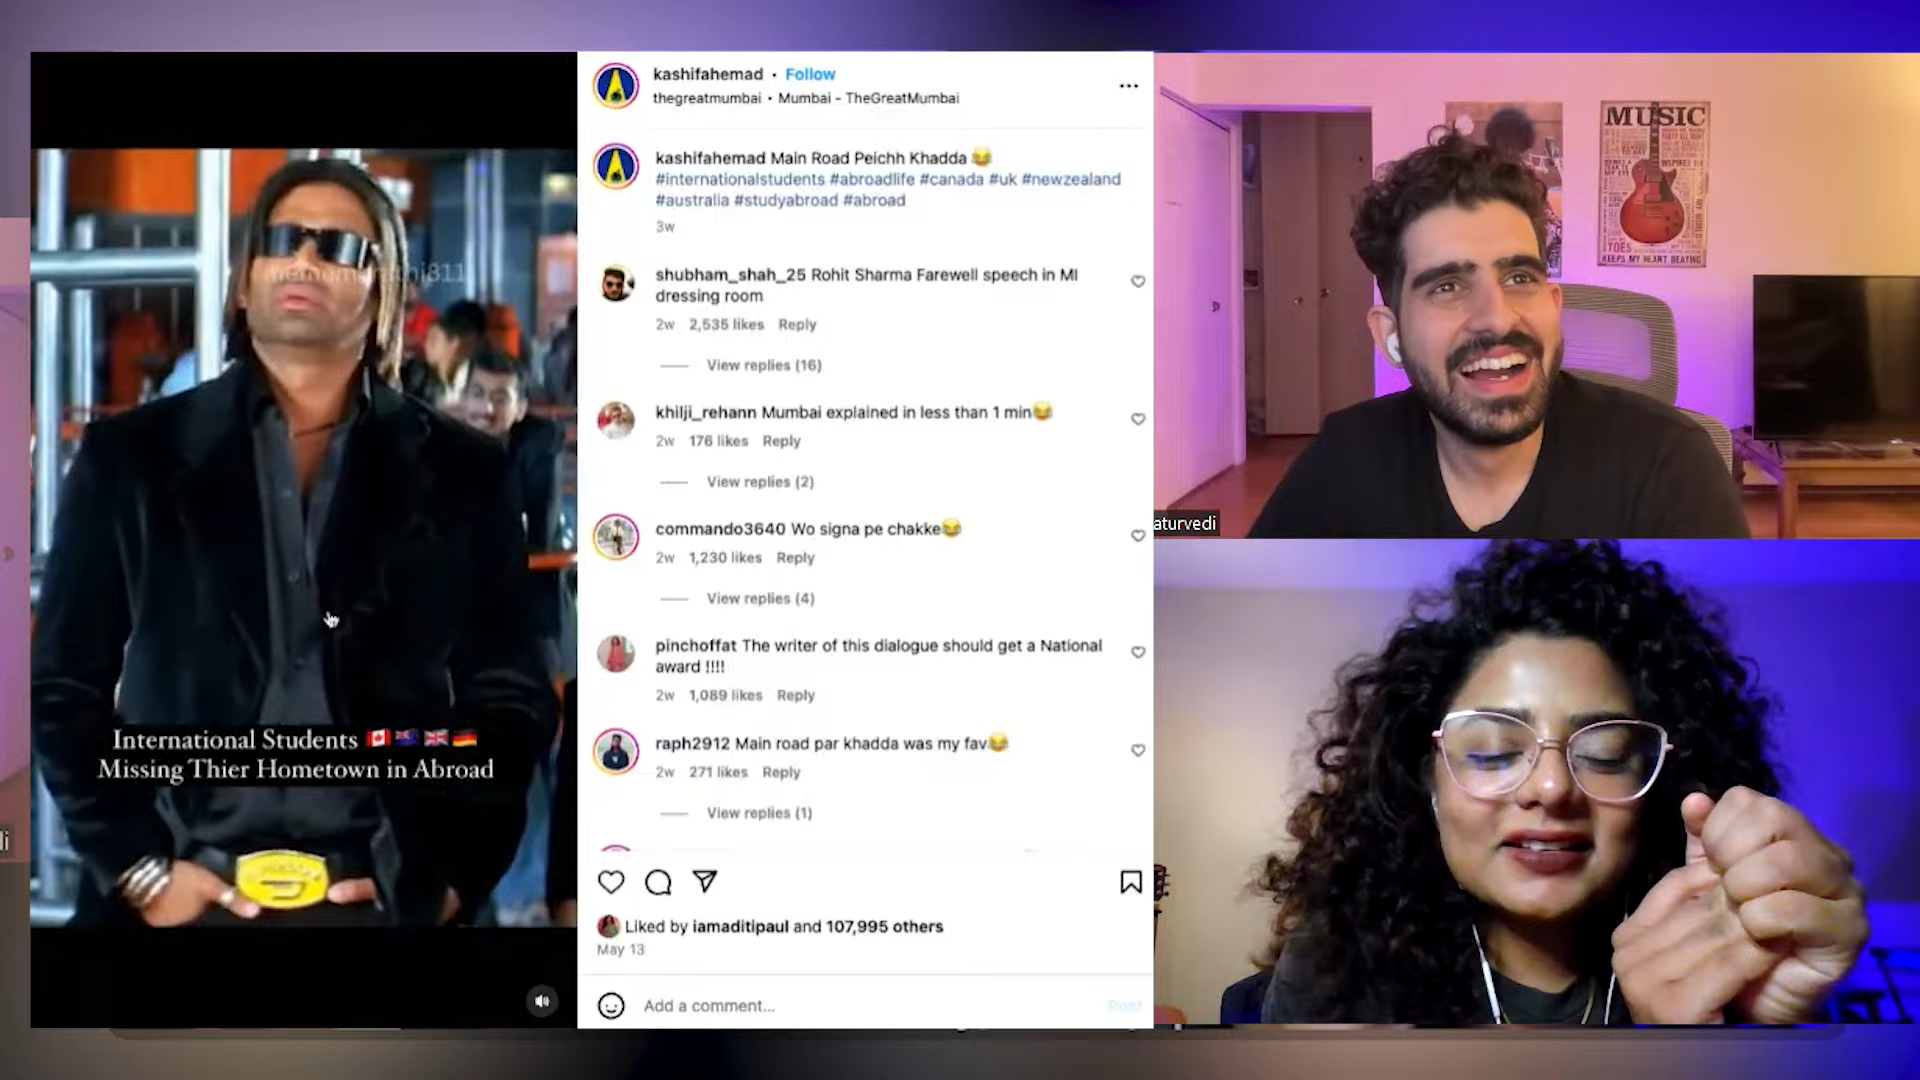 kashifahemad • Follow
thegreatmumbai • Mumbai - TheGreatMumbai
kashifahemad Main Road Peichh Khadda 😂
#internationalstudents #abroadlife #canada #uk #newzealand
#australia #studyabroad #abroad
3w
shubham_shah_25 Rohit Sharma Farewell speech in MI
dressing room
2w 2,535 likes Reply
View replies (16)
khilji_rehann Mumbai explained in less than 1 min😂
2w 176 likes Reply
View replies (2)
commando3640 Wo signa pe chakke😂
2w 1,230 likes Reply
View replies (4)
pinchoffat The writer of this dialogue should get a National
award !!!!
2w 1,089 likes Reply
raph2912 Main road par khadda was my fav😂
2w 271 likes Reply
View replies (1)
Liked by iamaditipaul and 107,995 others
May 13
Add a comment...
Post
International Students 🇨🇦🇳🇿🇬🇧🇩🇪
Missing Thier Hometown in Abroad
MUSIC
TOES
KEEPS MY HEART BEATING
aturvedi